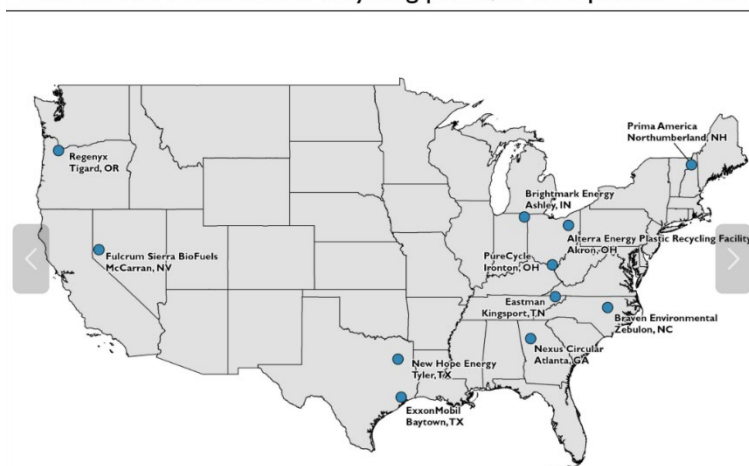 Prima America
Northumberland, NH
Regenyx
Tigard, OR
Brightmark Energy
Ashley, IN
Alterra Energy Plastic Recycling Facility
Akron, OH
Fulcrum Sierra BioFuels
McCarran, NV
PureCycle
Ironton, OH
Eastman
Kingsport, TN
Braven Environmental
Zebulon, NC
Nexus Circular
Atlanta, GA
New Hope Energy
Tyler, TX
ExxonMobil
Baytown, TX